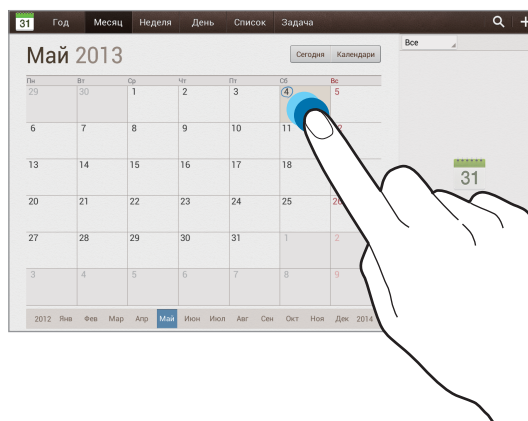 31 Год Месяц Неделя День Список Задача
Все
Май 2013 Сегодня Календари
Пн Вт Ср Чт Пт Сб Вс
29 30 1 2 3 4 5
6 7 8 9 10 11
13 14 15 16 17 18
31
20 21 22 23 24 25
27 28 29 30 31 1 2
3 4 5 6 7 8 9
2012 Янв Фев Мар Апр Май Июн Июл Авг Сен Окт Ноя Дек 2014